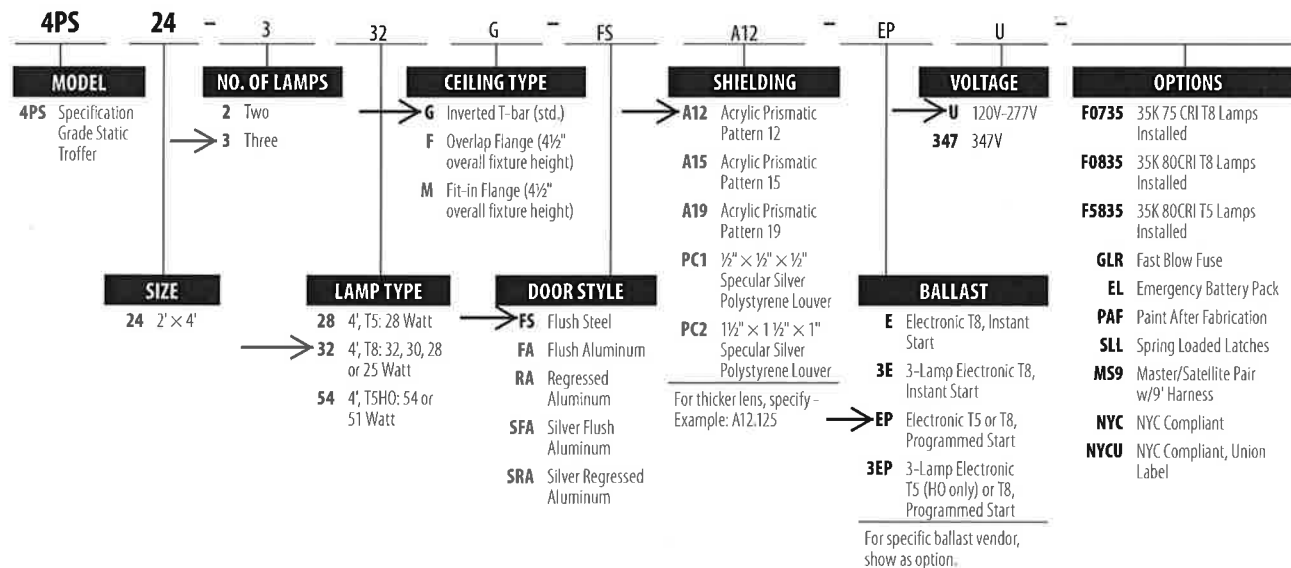 4PS 24 - 3 32 G - FS A12 - EP U -
MODEL
4PS Specification
Grade Static
Troffer
NO. OF LAMPS
2 Two
3 Three
CEILING TYPE
G Inverted T-bar (std.)
F Overlap Flange (4½"
overall fixture height)
M Fit-in Flange (4½"
overall fixture height)
SHIELDING
A12 Acrylic Prismatic
Pattern 12
A15 Acrylic Prismatic
Pattern 15
A19 Acrylic Prismatic
Pattern 19
PC1 ½" × ½" × ½"
Specular Silver
Polystyrene Louver
PC2 1½" × 1 ½" × 1"
Specular Silver
Polystyrene Louver
For thicker lens, specify –
Example: A12.125
VOLTAGE
U 120V-277V
347 347V
OPTIONS
F0735 35K 75 CRI T8 Lamps
Installed
F0835 35K 80CRI T8 Lamps
Installed
F5835 35K 80CRI T5 Lamps
Installed
GLR Fast Blow Fuse
EL Emergency Battery Pack
PAF Paint After Fabrication
SLL Spring Loaded Latches
MS9 Master/Satellite Pair
w/9' Harness
NYC NYC Compliant
NYCU NYC Compliant, Union
Label
SIZE
24 2' × 4'
LAMP TYPE
28 4', T5: 28 Watt
32 4', T8: 32, 30, 28
or 25 Watt
54 4', T5HO: 54 or
51 Watt
DOOR STYLE
FS Flush Steel
FA Flush Aluminum
RA Regressed
Aluminum
SFA Silver Flush
Aluminum
SRA Silver Regressed
Aluminum
BALLAST
E Electronic T8, Instant
Start
3E 3-Lamp Electronic T8,
Instant Start
EP Electronic T5 or T8,
Programmed Start
3EP 3-Lamp Electronic
T5 (HO only) or T8,
Programmed Start
For specific ballast vendor,
show as option.